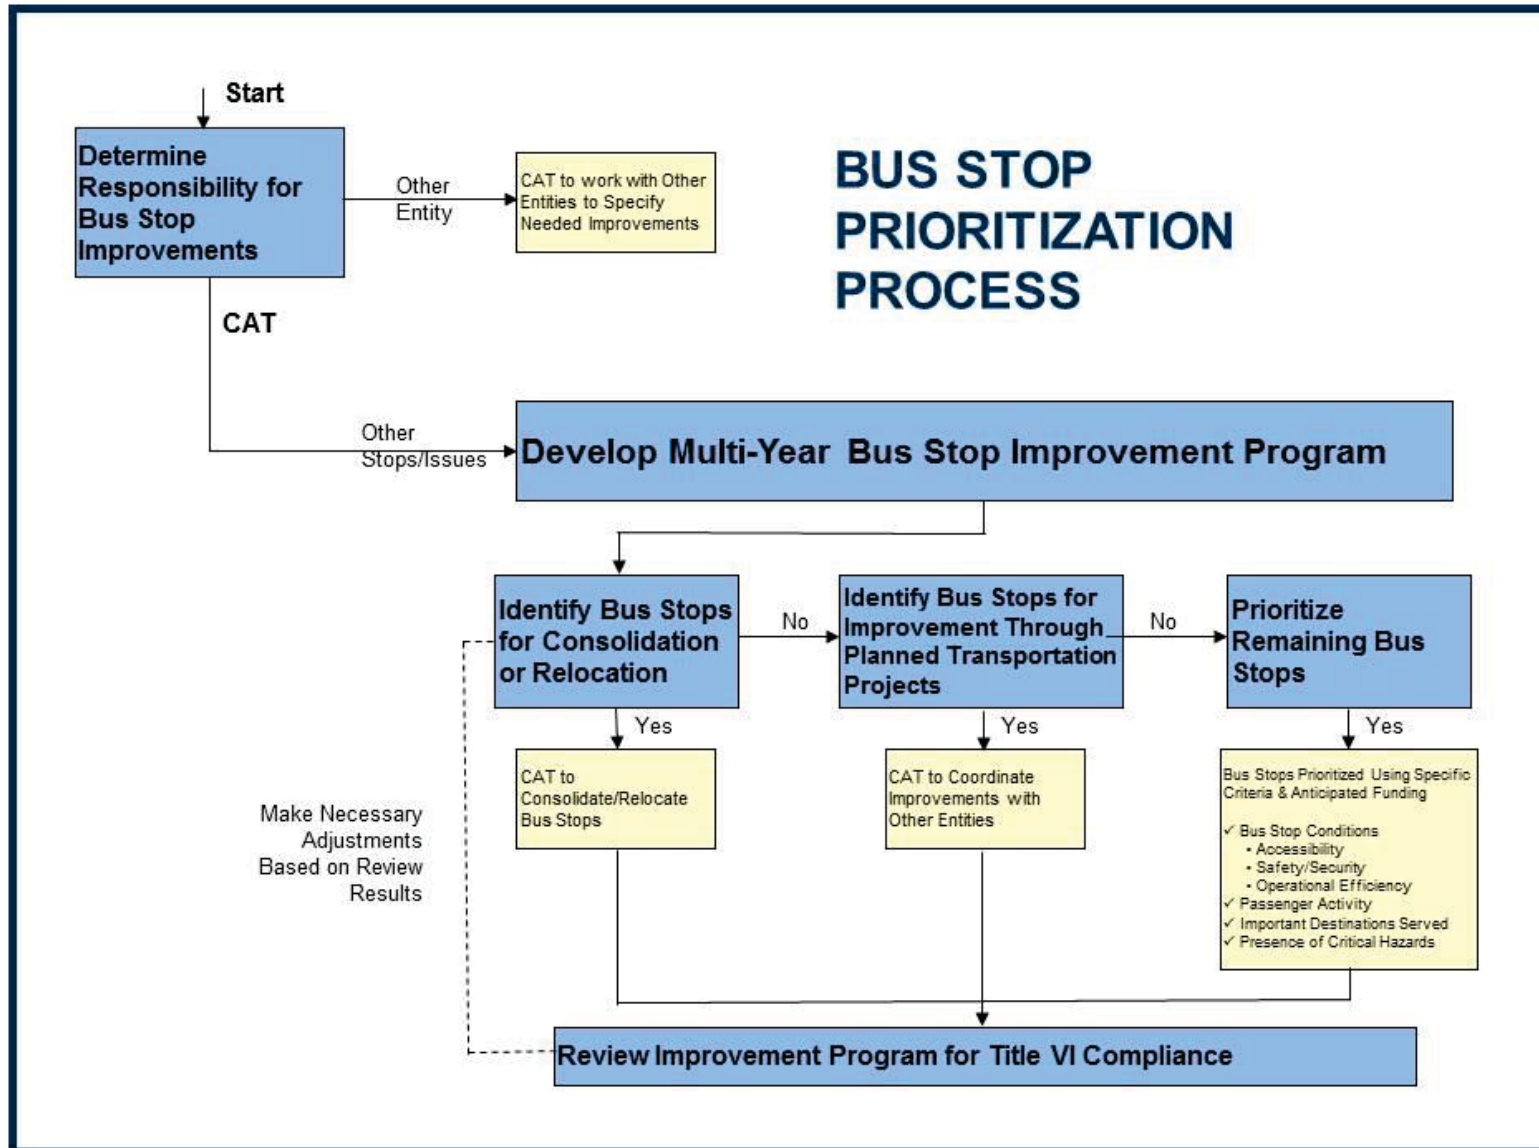 Start
Determine
Responsibility for
Bus Stop
Improvements
Other
Entity
CAT to work with Other
Entities to Specify
Needed Improvements
BUS STOP
PRIORITIZATION
PROCESS
CAT
Other
Stops/Issues
Develop Multi-Year Bus Stop Improvement Program
Identify Bus Stops
for Consolidation
or Relocation
No
Identify Bus Stops for
Improvement Through
Planned Transportation
Projects
No
Prioritize
Remaining Bus
Stops
Yes
Yes
Yes
CAT to
Consolidate/Relocate
Bus Stops
CAT to Coordinate
Improvements with
Other Entities
Bus Stops Prioritized Using Specific
Criteria & Anticipated Funding
✓ Bus Stop Conditions
• Accessibility
• Safety/Security
• Operational Efficiency
✓ Passenger Activity
✓ Important Destinations Served
✓ Presence of Critical Hazards
Make Necessary
Adjustments
Based on Review
Results
Review Improvement Program for Title VI Compliance